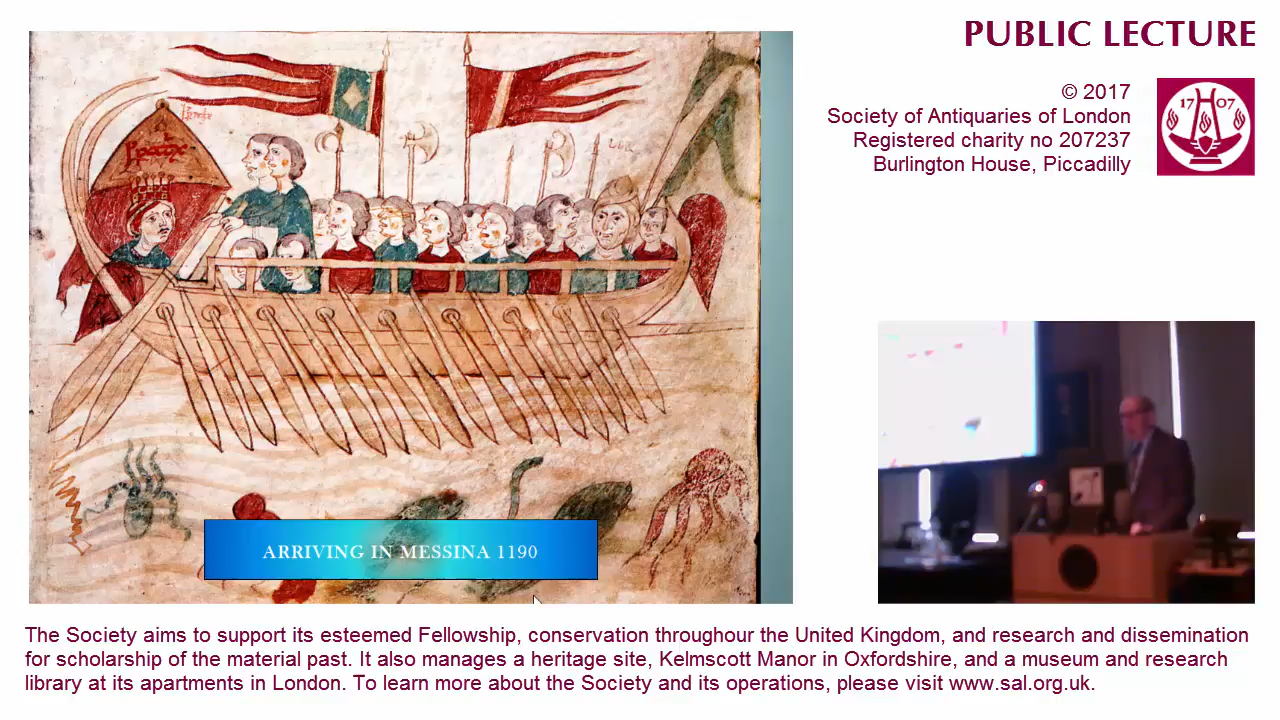 PUBLIC LECTURE
© 2017
Society of Antiquaries of London
Registered charity no 207237
Burlington House, Piccadilly
1707
ARRIVING IN MESSINA 1190
The Society aims to support its esteemed Fellowship, conservation throughour the United Kingdom, and research and dissemination
for scholarship of the material past. It also manages a heritage site, Kelmscott Manor in Oxfordshire, and a museum and research
library at its apartments in London. To learn more about the Society and its operations, please visit www.sal.org.uk.